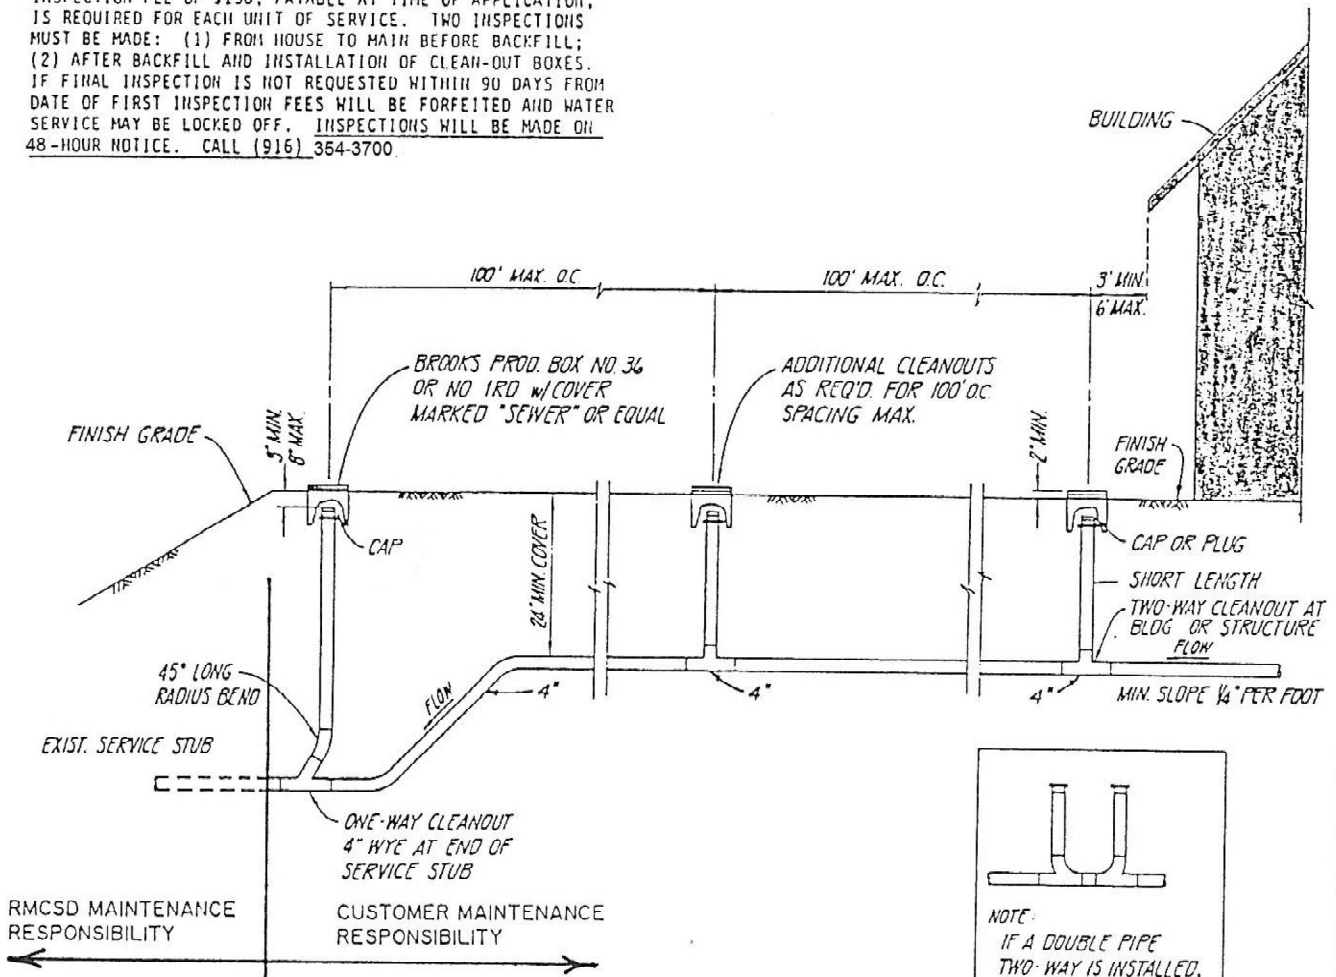 IS REQUIRED FOR EACH UNIT OF SERVICE. TWO INSPECTIONS
MUST BE MADE: (1) FROM HOUSE TO MAIN BEFORE BACKFILL;
(2) AFTER BACKFILL AND INSTALLATION OF CLEAN-OUT BOXES.
IF FINAL INSPECTION IS NOT REQUESTED WITHIN 90 DAYS FROM
DATE OF FIRST INSPECTION FEES WILL BE FORFEITED AND WATER
SERVICE MAY BE LOCKED OFF. INSPECTIONS WILL BE MADE ON
48-HOUR NOTICE. CALL (916) 354-3700
BUILDING
100' MAX. O.C.
100' MAX. O.C.
3' MIN.
6' MAX.
BROOKS PROD. BOX NO. 36
OR NO 1RD w/COVER
MARKED "SEWER" OR EQUAL
ADDITIONAL CLEANOUTS
AS REQ'D. FOR 100' O.C.
SPACING MAX.
FINISH GRADE
MIN.
8" MAX.
2" MIN.
FINISH
GRADE
CAP
24" MIN. COVER
CAP OR PLUG
SHORT LENGTH
TWO-WAY CLEANOUT AT
BLDG OR STRUCTURE
FLOW
45° LONG
RADIUS BEND
FLOW
4"
4"
4"
MIN. SLOPE 1/4" PER FOOT
EXIST. SERVICE STUB
ONE-WAY CLEANOUT
4" WYE AT END OF
SERVICE STUB
RMCSD MAINTENANCE
RESPONSIBILITY
CUSTOMER MAINTENANCE
RESPONSIBILITY
NOTE:
IF A DOUBLE PIPE
TWO-WAY IS INSTALLED,